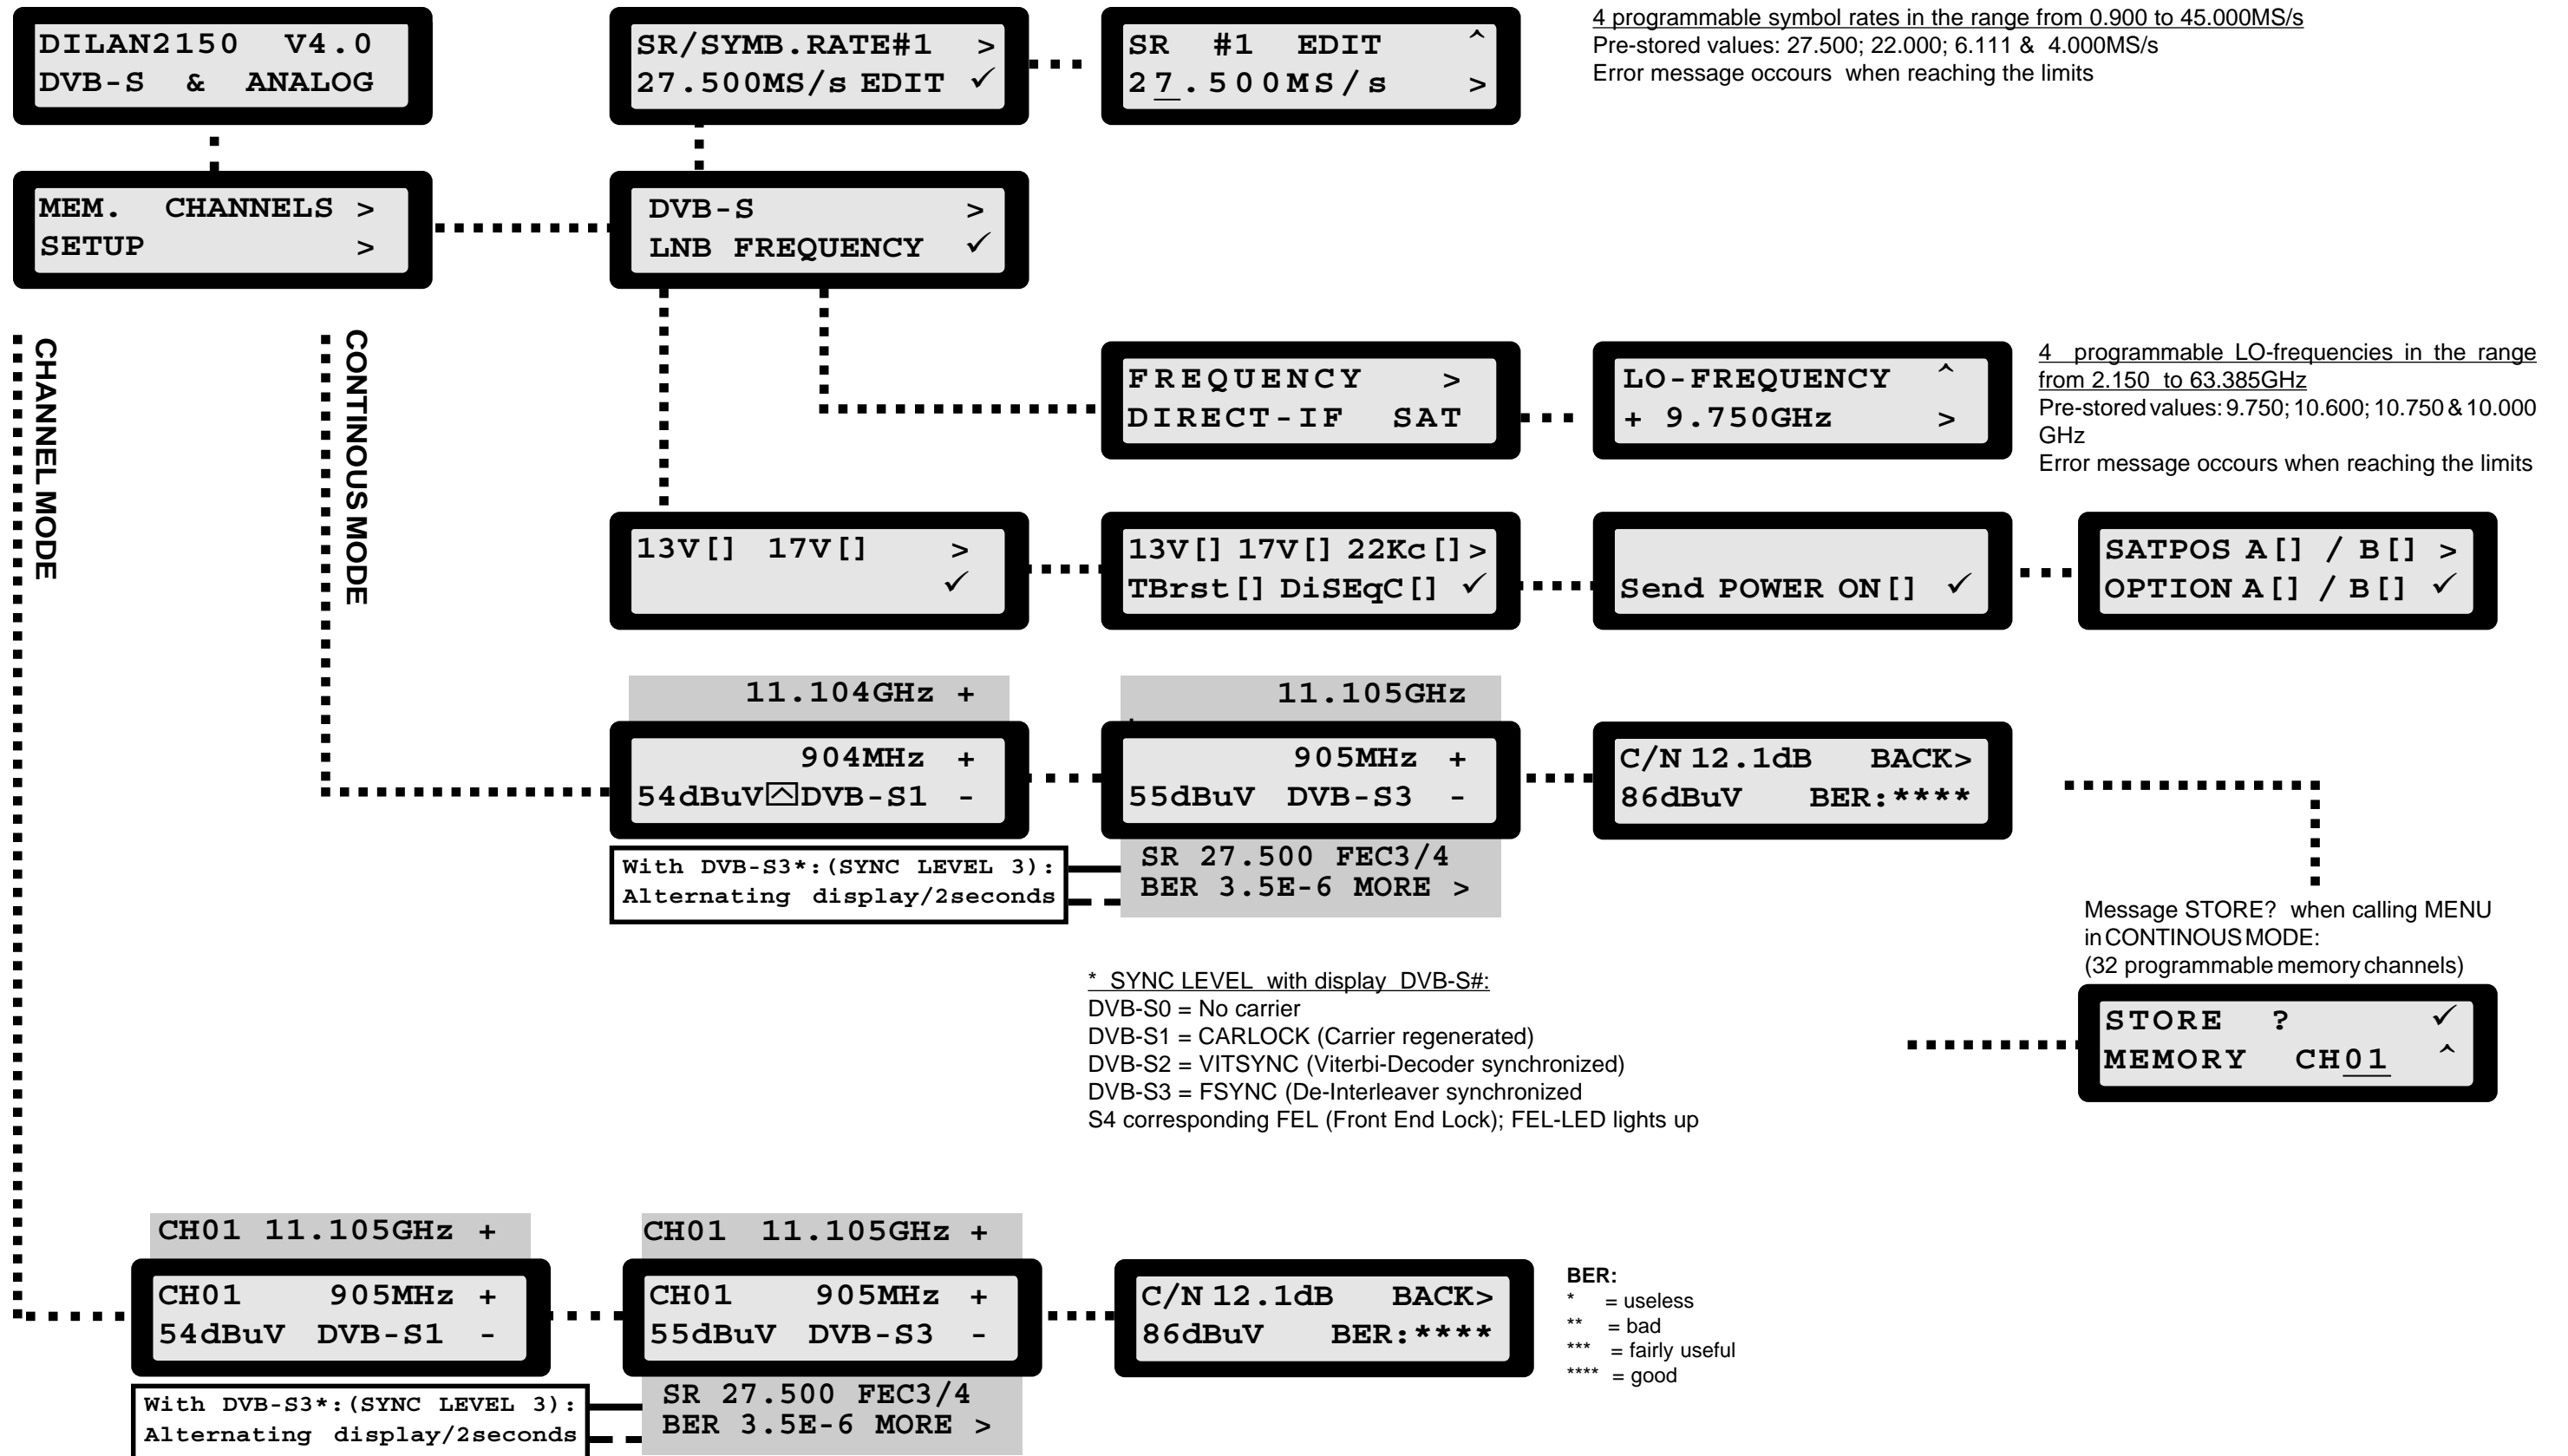 DILAN2150 V4.0
DVB-S & ANALOG
SR/SYMB.RATE#1 >
27.500MS/s EDIT ✓
SR #1 EDIT ^
27.500MS/s >
4 programmable symbol rates in the range from 0.900 to 45.000MS/s
Pre-stored values: 27.500; 22.000; 6.111 & 4.000MS/s
Error message occours when reaching the limits
MEM. CHANNELS >
SETUP >
DVB-S >
LNB FREQUENCY ✓
CHANNEL MODE
CONTINOUS MODE
FREQUENCY >
DIRECT-IF SAT
LO-FREQUENCY ^
+ 9.750GHz >
4 programmable LO-frequencies in the range
from 2.150 to 63.385GHz
Pre-stored values: 9.750; 10.600; 10.750 & 10.000
GHz
Error message occours when reaching the limits
13V[] 17V[] >
✓
13V[] 17V[] 22Kc[]>
TBrst[] DiSEqC[] ✓
Send POWER ON[] ✓
SATPOS A[] / B[] >
OPTION A[] / B[] ✓
11.104GHz +
904MHz +
54dBuV^DVB-S1 -
11.105GHz
905MHz +
55dBuV DVB-S3 -
SR 27.500 FEC3/4
BER 3.5E-6 MORE >
C/N 12.1dB BACK>
86dBuV BER:****
With DVB-S3*:(SYNC LEVEL 3):
Alternating display/2seconds
Message STORE? when calling MENU
in CONTINOUS MODE:
(32 programmable memory channels)
STORE ? ✓
MEMORY CH01 ^
* SYNC LEVEL with display DVB-S#:
DVB-S0 = No carrier
DVB-S1 = CARLOCK (Carrier regenerated)
DVB-S2 = VITSYNC (Viterbi-Decoder synchronized)
DVB-S3 = FSYNC (De-Interleaver synchronized
S4 corresponding FEL (Front End Lock); FEL-LED lights up
CH01 11.105GHz +
CH01 905MHz +
54dBuV DVB-S1 -
CH01 11.105GHz +
CH01 905MHz +
55dBuV DVB-S3 -
SR 27.500 FEC3/4
BER 3.5E-6 MORE >
C/N 12.1dB BACK>
86dBuV BER:****
With DVB-S3*:(SYNC LEVEL 3):
Alternating display/2seconds
BER:
* = useless
** = bad
*** = fairly useful
**** = good